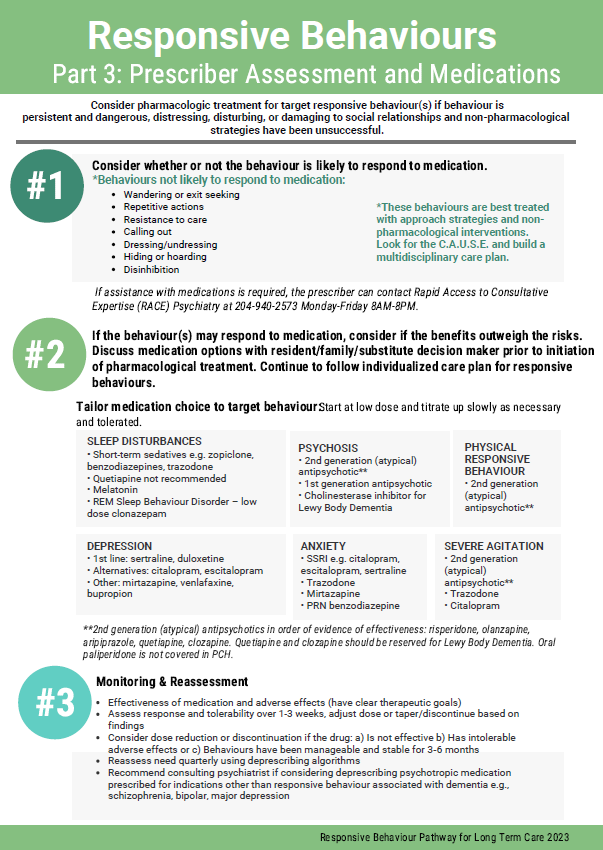 Responsive Behaviours
Part 3: Prescriber Assessment and Medications
Consider pharmacologic treatment for target responsive behaviour(s) if behaviour is
persistent and dangerous, distressing, disturbing, or damaging to social relationships and non-pharmacological
strategies have been unsuccessful.
#1
Consider whether or not the behaviour is likely to respond to medication.
*Behaviours not likely to respond to medication:
• Wandering or exit seeking
• Repetitive actions
• Resistance to care
• Calling out
• Dressing/undressing
• Hiding or hoarding
• Disinhibition
*These behaviours are best treated
with approach strategies and non-
pharmacological interventions.
Look for the C.A.U.S.E. and build a
multidisciplinary care plan.
If assistance with medications is required, the prescriber can contact Rapid Access to Consultative
Expertise (RACE) Psychiatry at 204-940-2573 Monday-Friday 8AM-8PM.
#2
If the behaviour(s) may respond to medication, consider if the benefits outweigh the risks.
Discuss medication options with resident/family/substitute decision maker prior to initiation
of pharmacological treatment. Continue to follow individualized care plan for responsive
behaviours.
Tailor medication choice to target behaviour:Start at low dose and titrate up slowly as necessary
and tolerated.
SLEEP DISTURBANCES
• Short-term sedatives e.g. zopiclone,
benzodiazepines, trazodone
• Quetiapine not recommended
• Melatonin
• REM Sleep Behaviour Disorder – low
dose clonazepam
PSYCHOSIS
• 2nd generation (atypical)
antipsychotic**
• 1st generation antipsychotic
• Cholinesterase inhibitor for
Lewy Body Dementia
PHYSICAL
RESPONSIVE
BEHAVIOUR
• 2nd generation
(atypical)
antipsychotic**
DEPRESSION
• 1st line: sertraline, duloxetine
• Alternatives: citalopram, escitalopram
• Other: mirtazapine, venlafaxine,
bupropion
ANXIETY
• SSRI e.g. citalopram,
escitalopram, sertraline
• Trazodone
• Mirtazapine
• PRN benzodiazepine
SEVERE AGITATION
• 2nd generation
(atypical)
antipsychotic**
• Trazodone
• Citalopram
**2nd generation (atypical) antipsychotics in order of evidence of effectiveness: risperidone, olanzapine,
aripiprazole, quetiapine, clozapine. Quetiapine and clozapine should be reserved for Lewy Body Dementia. Oral
paliperidone is not covered in PCH.
#3
Monitoring & Reassessment
• Effectiveness of medication and adverse effects (have clear therapeutic goals)
• Assess response and tolerability over 1-3 weeks, adjust dose or taper/discontinue based on
findings
• Consider dose reduction or discontinuation if the drug: a) Is not effective b) Has intolerable
adverse effects or c) Behaviours have been manageable and stable for 3-6 months
• Reassess need quarterly using deprescribing algorithms
• Recommend consulting psychiatrist if considering deprescribing psychotropic medication
prescribed for indications other than responsive behaviour associated with dementia e.g.,
schizophrenia, bipolar, major depression
Responsive Behaviour Pathway for Long Term Care 2023